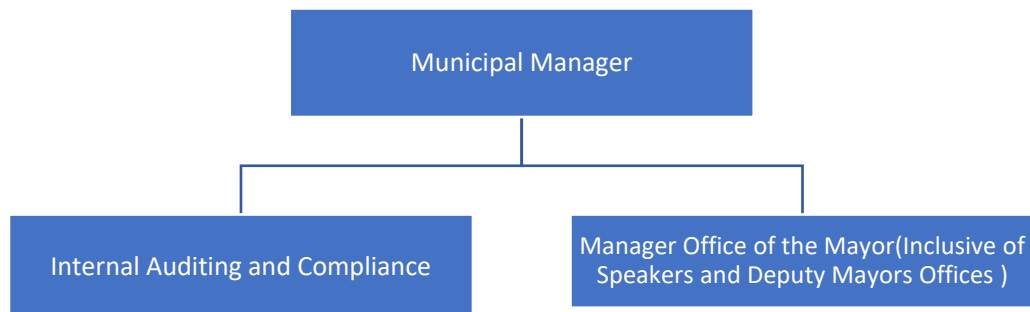 Municipal Manager
Internal Auditing and Compliance
Manager Office of the Mayor(Inclusive of
Speakers and Deputy Mayors Offices )